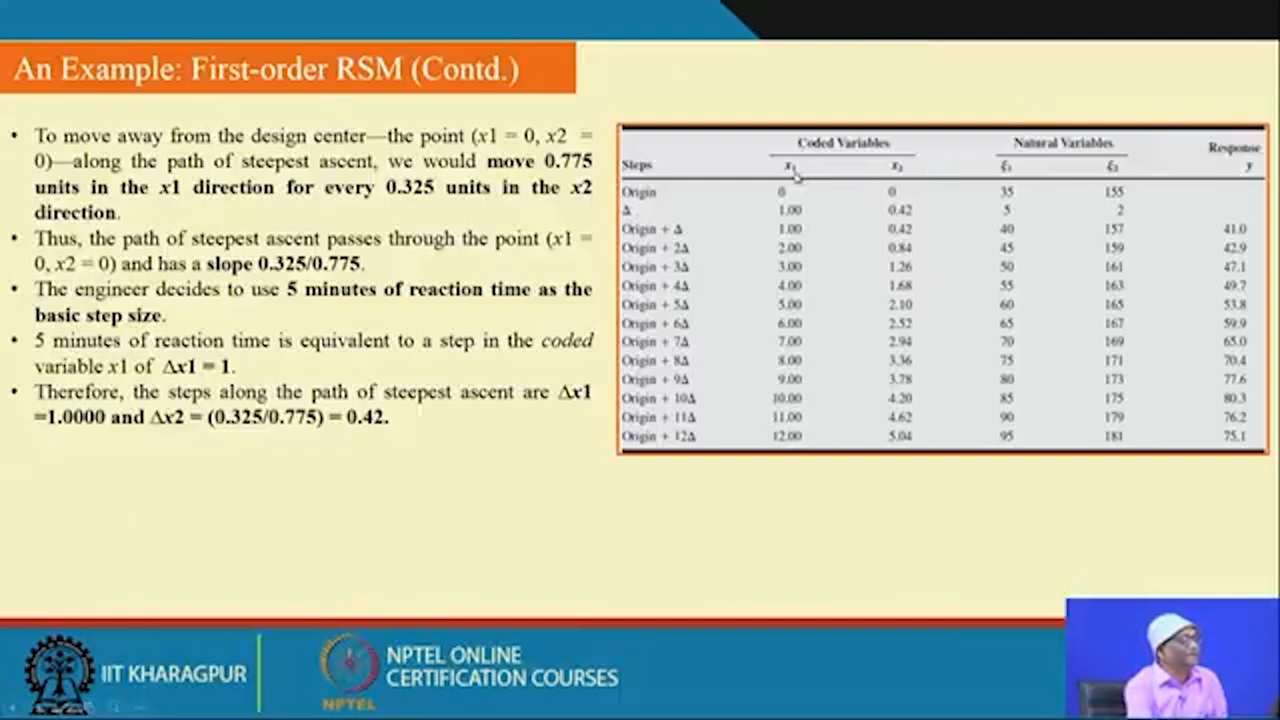 An Example: First-order RSM (Contd.)
• To move away from the design center—the point (x1 = 0, x2 =
0)—along the path of steepest ascent, we would move 0.775
units in the x1 direction for every 0.325 units in the x2
direction.
• Thus, the path of steepest ascent passes through the point (x1 =
0, x2 = 0) and has a slope 0.325/0.775.
• The engineer decides to use 5 minutes of reaction time as the
basic step size.
• 5 minutes of reaction time is equivalent to a step in the coded
variable x1 of Δx1 = 1.
• Therefore, the steps along the path of steepest ascent are Δx1
=1.0000 and Δx2 = (0.325/0.775) = 0.42.
Coded Variables Natural Variables Response
Steps x₁ x₂ ξ₁ ξ₂ y
Origin 0 0 35 155
Δ 1.00 0.42 5 2
Origin + Δ 1.00 0.42 40 157 41.0
Origin + 2Δ 2.00 0.84 45 159 42.9
Origin + 3Δ 3.00 1.26 50 161 47.1
Origin + 4Δ 4.00 1.68 55 163 49.7
Origin + 5Δ 5.00 2.10 60 165 53.8
Origin + 6Δ 6.00 2.52 65 167 59.9
Origin + 7Δ 7.00 2.94 70 169 65.0
Origin + 8Δ 8.00 3.36 75 171 70.4
Origin + 9Δ 9.00 3.78 80 173 77.6
Origin + 10Δ 10.00 4.20 85 175 80.3
Origin + 11Δ 11.00 4.62 90 179 76.2
Origin + 12Δ 12.00 5.04 95 181 75.1
IIT KHARAGPUR
NPTEL ONLINE
CERTIFICATION COURSES
NPTEL